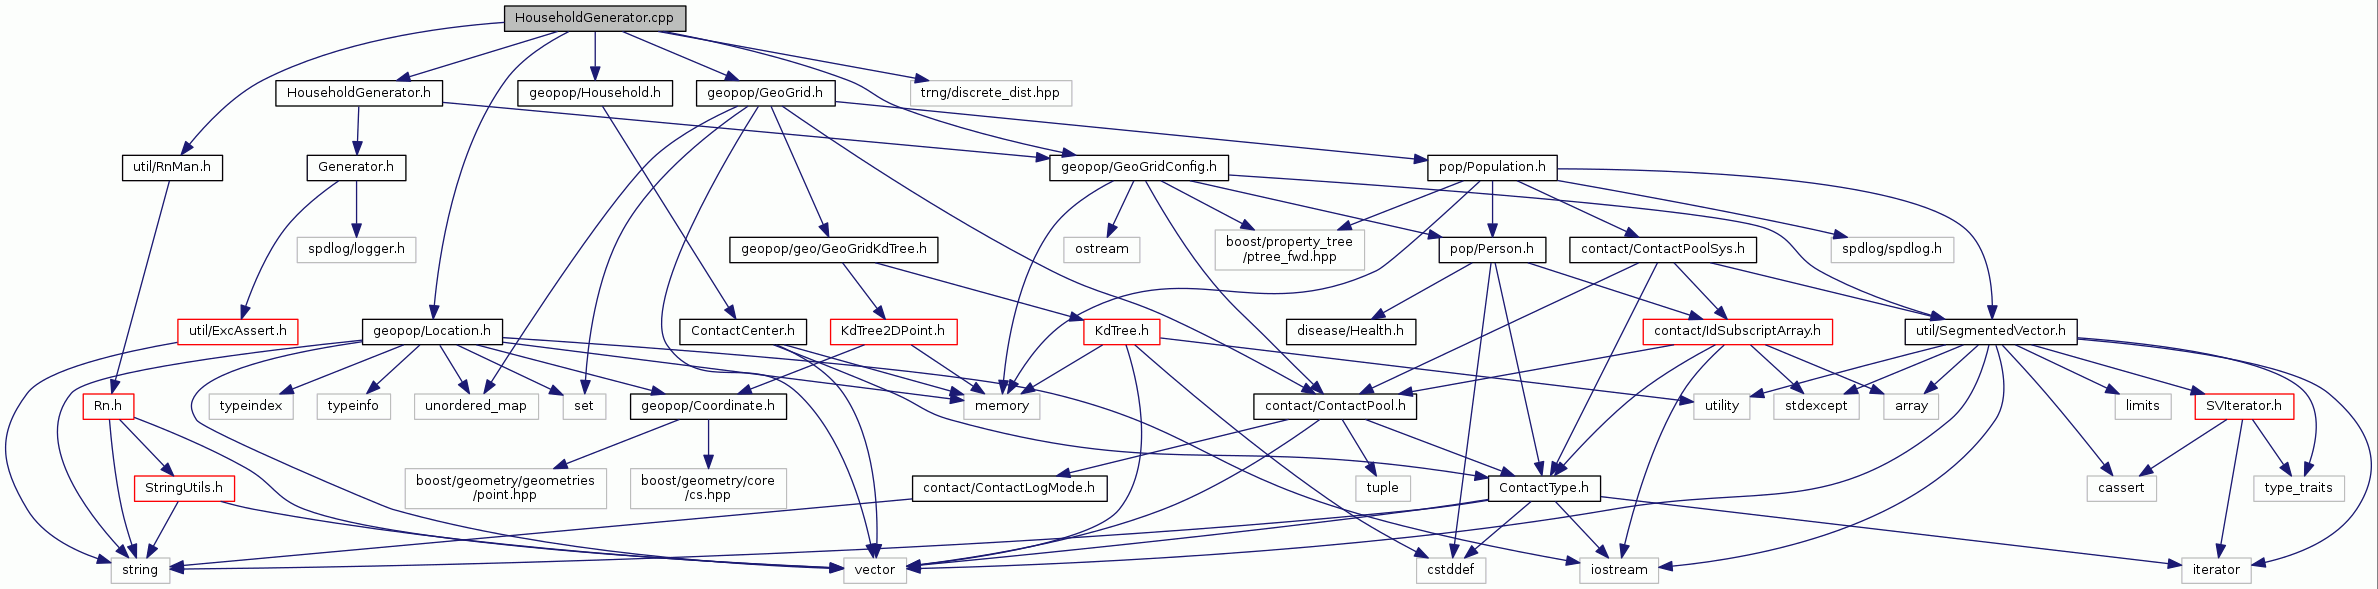 HouseholdGenerator.cpp
HouseholdGenerator.h
geopop/Household.h
geopop/GeoGrid.h
trng/discrete_dist.hpp
util/RnMan.h
Generator.h
geopop/GeoGridConfig.h
pop/Population.h
spdlog/logger.h
geopop/geo/GeoGridKdTree.h
ostream
boost/property_tree
/ptree_fwd.hpp
pop/Person.h
contact/ContactPoolSys.h
spdlog/spdlog.h
util/ExcAssert.h
geopop/Location.h
ContactCenter.h
KdTree2DPoint.h
KdTree.h
disease/Health.h
contact/IdSubscriptArray.h
util/SegmentedVector.h
Rn.h
typeindex
typeinfo
unordered_map
set
geopop/Coordinate.h
memory
contact/ContactPool.h
utility
stdexcept
array
limits
SVIterator.h
StringUtils.h
boost/geometry/geometries
/point.hpp
boost/geometry/core
/cs.hpp
contact/ContactLogMode.h
tuple
ContactType.h
cassert
type_traits
string
vector
cstddef
iostream
iterator